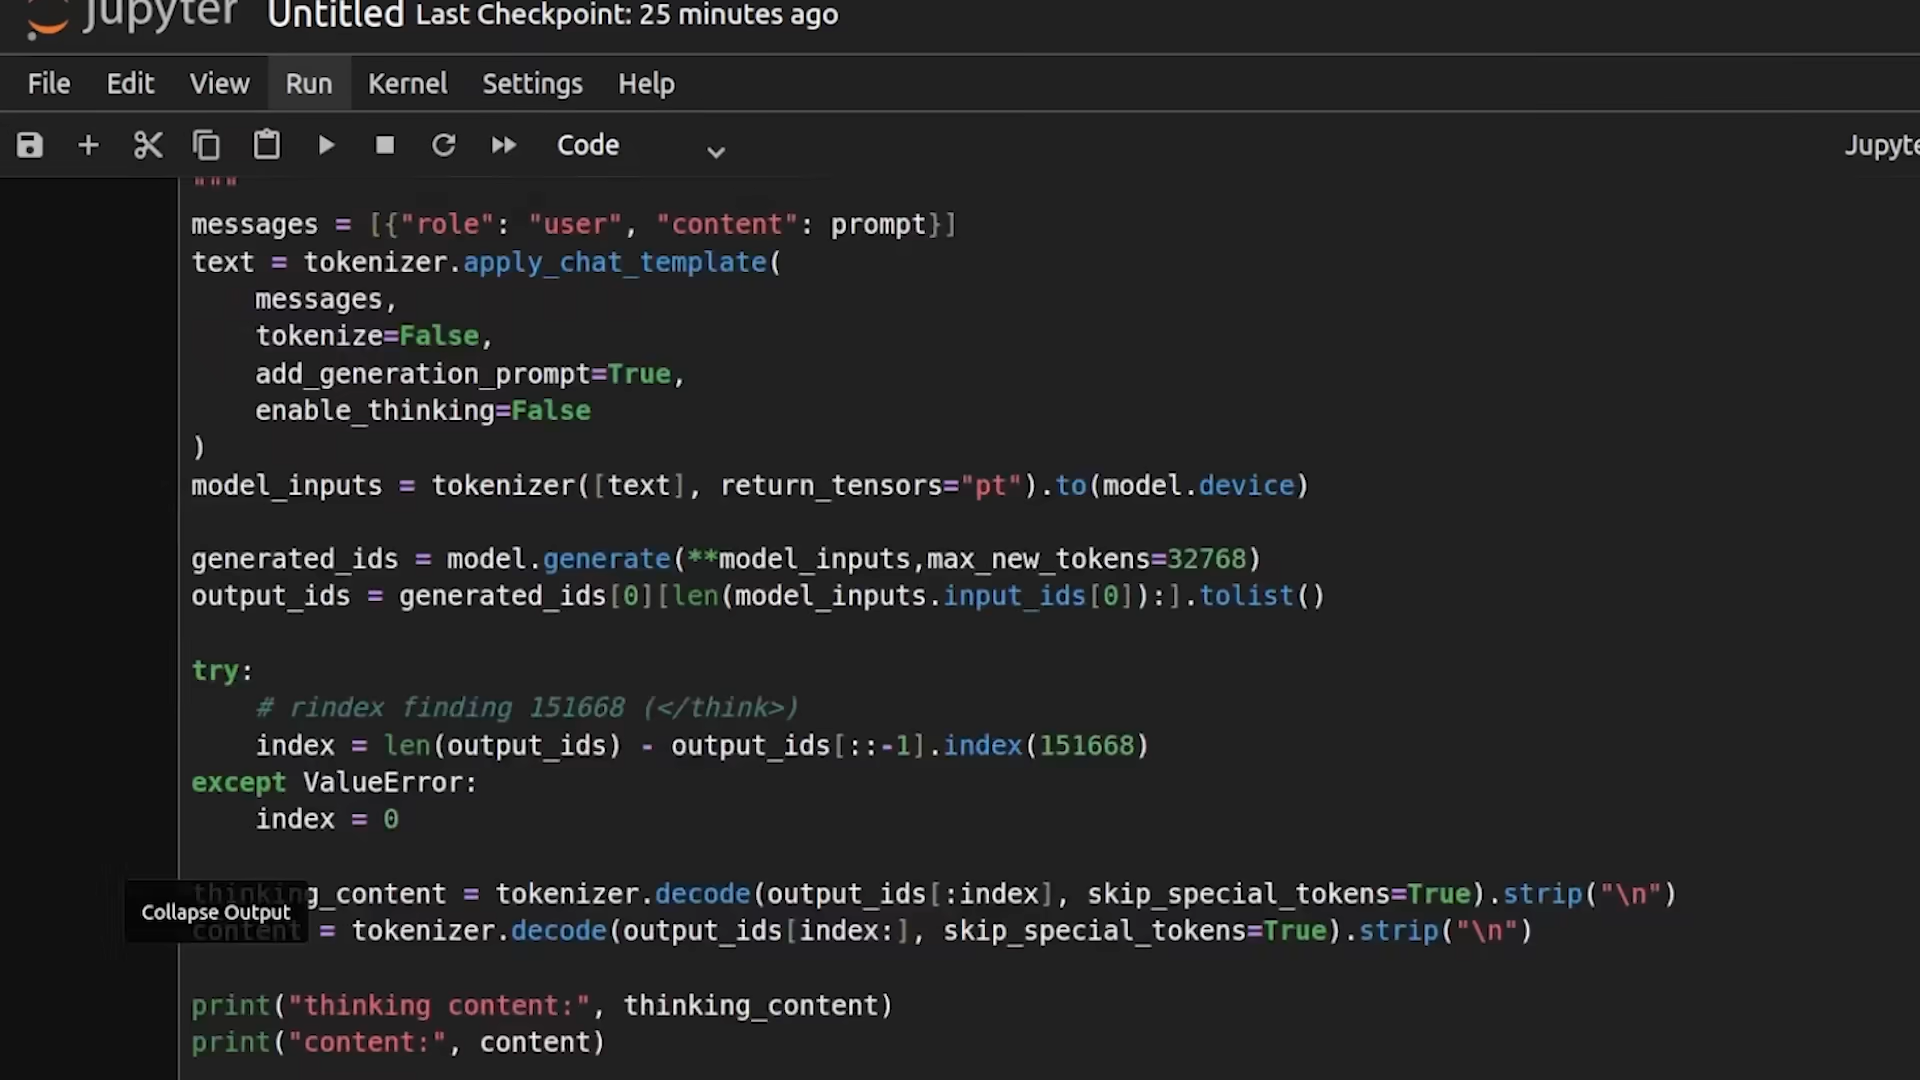 Jupyter Untitled Last Checkpoint: 25 minutes ago
File Edit View Run Kernel Settings Help
Code Jupyte
"""
messages = [{"role": "user", "content": prompt}]
text = tokenizer.apply_chat_template(
    messages,
    tokenize=False,
    add_generation_prompt=True,
    enable_thinking=False
)
model_inputs = tokenizer([text], return_tensors="pt").to(model.device)
generated_ids = model.generate(**model_inputs,max_new_tokens=32768)
output_ids = generated_ids[0][len(model_inputs.input_ids[0]):].tolist()
try:
    # rindex finding 151668 (</think>)
    index = len(output_ids) - output_ids[::-1].index(151668)
except ValueError:
    index = 0
thinking_content = tokenizer.decode(output_ids[:index], skip_special_tokens=True).strip("\n")
Collapse Output
content = tokenizer.decode(output_ids[index:], skip_special_tokens=True).strip("\n")
print("thinking content:", thinking_content)
print("content:", content)